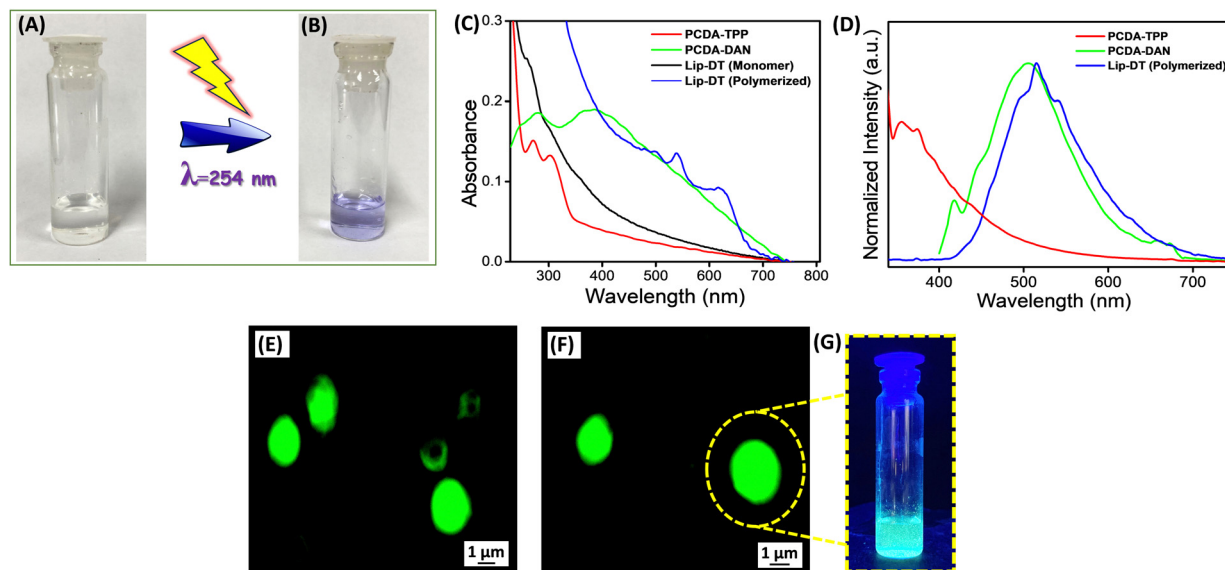 (A)
(B)
λ=254 nm
(C)
PCDA-TPP
PCDA-DAN
Lip-DT (Monomer)
Lip-DT (Polymerized)
Absorbance
0.3
0.2
0.1
0.0
300 400 500 600 700 800
Wavelength (nm)
(D)
PCDA-TPP
PCDA-DAN
Lip-DT (Polymerized)
Normalized Intensity (a.u.)
400 500 600 700
Wavelength (nm)
(E)
1 µm
(F)
1 µm
(G)